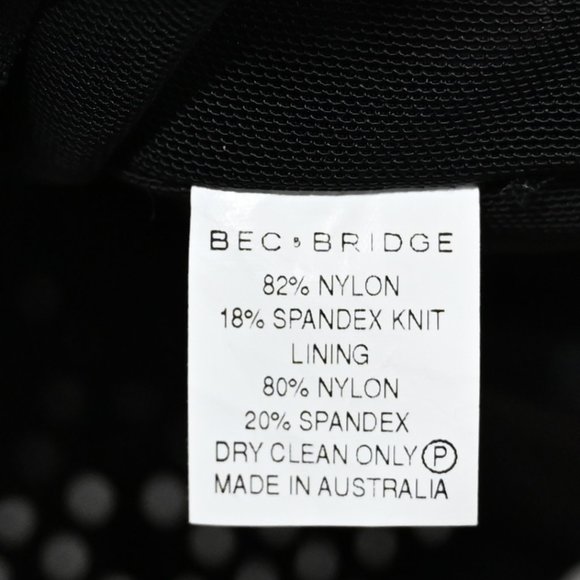 BEC & BRIDGE
82% NYLON
18% SPANDEX KNIT
LINING
80% NYLON
20% SPANDEX
DRY CLEAN ONLY Ⓟ
MADE IN AUSTRALIA